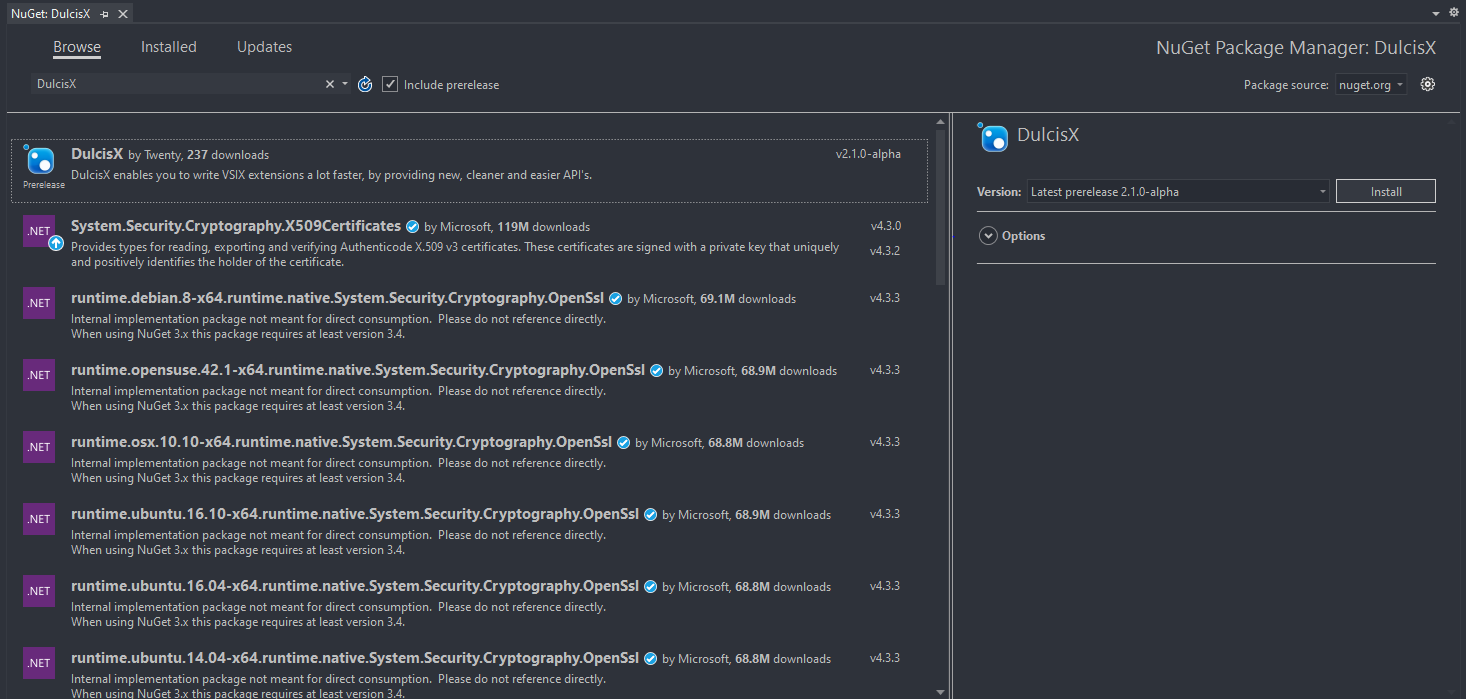 NuGet: DulcisX
Browse Installed Updates
NuGet Package Manager: DulcisX
DulcisX
Include prerelease
Package source: nuget.org
DulcisX by Twenty, 237 downloads v2.1.0-alpha
DulcisX enables you to write VSIX extensions a lot faster, by providing new, cleaner and easier API's.
Prerelease
.NET
System.Security.Cryptography.X509Certificates by Microsoft, 119M downloads v4.3.0
Provides types for reading, exporting and verifying Authenticode X.509 v3 certificates. These certificates are signed with a private key that uniquely v4.3.2
and positively identifies the holder of the certificate.
.NET
runtime.debian.8-x64.runtime.native.System.Security.Cryptography.OpenSsl by Microsoft, 69.1M downloads v4.3.3
Internal implementation package not meant for direct consumption. Please do not reference directly.
When using NuGet 3.x this package requires at least version 3.4.
.NET
runtime.opensuse.42.1-x64.runtime.native.System.Security.Cryptography.OpenSsl by Microsoft, 68.9M downloads v4.3.3
Internal implementation package not meant for direct consumption. Please do not reference directly.
When using NuGet 3.x this package requires at least version 3.4.
.NET
runtime.osx.10.10-x64.runtime.native.System.Security.Cryptography.OpenSsl by Microsoft, 68.8M downloads v4.3.3
Internal implementation package not meant for direct consumption. Please do not reference directly.
When using NuGet 3.x this package requires at least version 3.4.
.NET
runtime.ubuntu.16.10-x64.runtime.native.System.Security.Cryptography.OpenSsl by Microsoft, 68.9M downloads v4.3.3
Internal implementation package not meant for direct consumption. Please do not reference directly.
When using NuGet 3.x this package requires at least version 3.4.
.NET
runtime.ubuntu.16.04-x64.runtime.native.System.Security.Cryptography.OpenSsl by Microsoft, 68.8M downloads v4.3.3
Internal implementation package not meant for direct consumption. Please do not reference directly.
When using NuGet 3.x this package requires at least version 3.4.
.NET
runtime.ubuntu.14.04-x64.runtime.native.System.Security.Cryptography.OpenSsl by Microsoft, 68.8M downloads v4.3.3
Internal implementation package not meant for direct consumption. Please do not reference directly.
When using NuGet 3.x this package requires at least version 3.4.
DulcisX
Version: Latest prerelease 2.1.0-alpha Install
Options